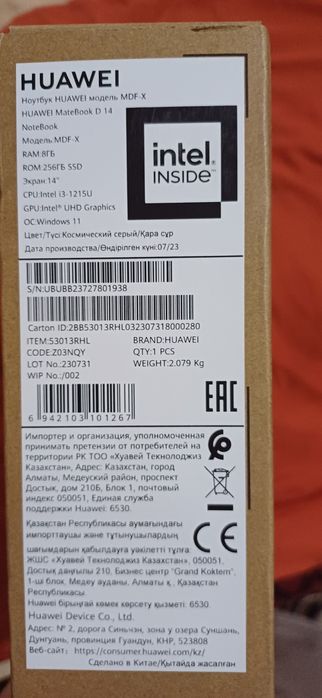 HUAWEI
Ноутбук HUAWEI модель MDF-X
HUAWEI MateBook D 14
NoteBook
Модель MDF-X
RAM:8ГБ
ROM:256ГБ SSD
Экран:14"
CPU:Intel i3-1215U
GPU:Intel® UHD Graphics
ОС:Windows 11
intel
INSIDE™
Цвет/Түсі:Космический серый/Қара сұр
Дата производства/Өндірілген күні:07/23
S/N:UBUBB23727801938
Carton ID:2BB53013RHL032307318000280
ITEM:53013RHL BRAND:HUAWEI
CODE:Z03NQY QTY:1 PCS
LOT No:230731 WEIGHT:2.079 Kg
WIP No.:/002
6 942103 101267
EAC
Импортер и организация, уполномоченная
принимать претензии от потребителей на
территории РК ТОО «Хуавей Текнолоджиз
Казахстан», Адрес: Казахстан, город
Алматы, Медеуский район, проспект
Достык, дом 210Б, Блок 1, почтовый
индекс 050051, Единая служба
поддержки Huawei: 6530.
Қазақстан Республикасы аумағындағы
импорттаушы және тұтынушылардың
шағымдарын қабылдауға уәкілетті тұлға:
ЖШС «Хуавей Текнолоджиз Казахстан», 050051,
Достық даңғылы 210, Бизнес центр "Grand Koktem",
1-ші блок, Медеу ауданы, Алматы қ., Қазақстан
Республикасы.
Huawei бірыңғай көмек көрсету қызметі: 6530.
CE
Huawei Device Co., Ltd.
Адрес: № 2, дорога Синьчэн, зона у озера Суншань,
Дунгуань, провинция Гуандун, КНР, 523808
Веб-сайт: https://consumer.huawei.com/kz/
Сделано в Китае/Қытайда жасалған